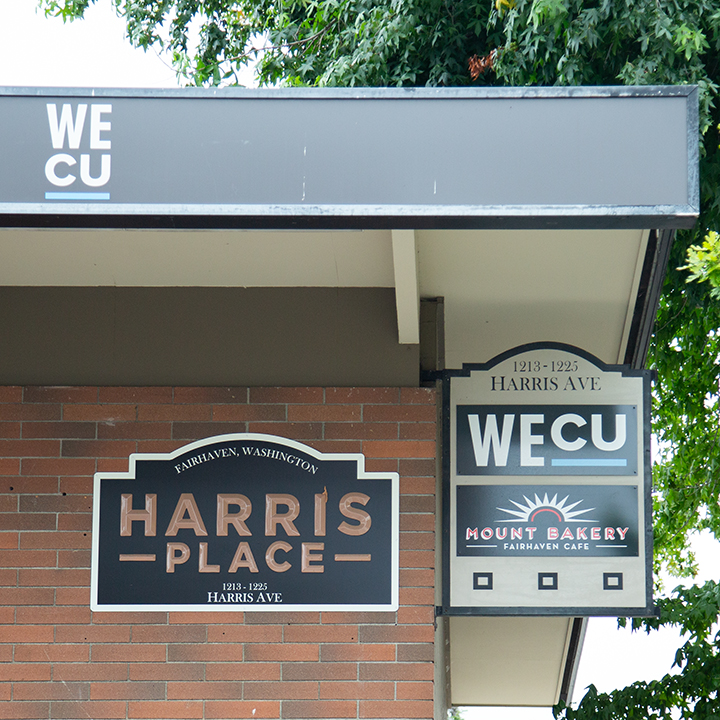 WE
CU
FAIRHAVEN, WASHINGTON
HARRIS
PLACE
1213 - 1225
HARRIS AVE
1213 - 1225
HARRIS AVE
WECU
MOUNT BAKERY
FAIRHAVEN CAFE